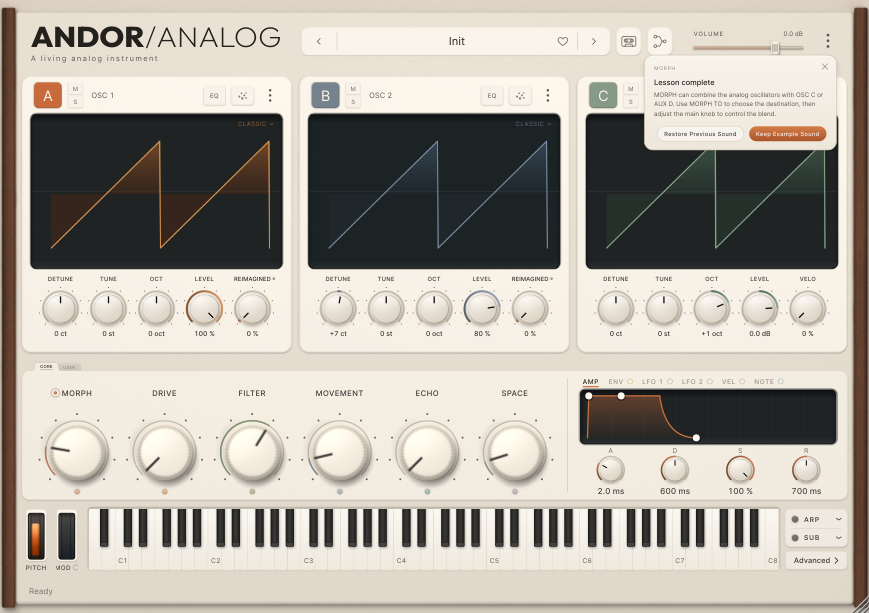 ANDOR/ANALOG
A living analog instrument
Init
VOLUME 0.0 dB
MORPH
Lesson complete
MORPH can combine the analog oscillators with OSC C or
AUX D. Use MORPH TO to choose the destination, then
adjust the main knob to control the blend.
Restore Previous Sound Keep Example Sound
A M S OSC 1 EQ
CLASSIC
DETUNE TUNE OCT LEVEL REIMAGINED
0 ct 0 st 0 oct 100 % 0 %
B M S OSC 2 EQ
CLASSIC
DETUNE TUNE OCT LEVEL REIMAGINED
+7 ct 0 st 0 oct 80 % 0 %
C M S
DETUNE TUNE OCT LEVEL VELO
0 ct 0 st +1 oct 0.0 dB 0 %
CORE USER
MORPH DRIVE FILTER MOVEMENT ECHO SPACE
AMP ENV LFO 1 LFO 2 VEL NOTE
A D S R
2.0 ms 600 ms 100 % 700 ms
PITCH MOD C
C1 C2 C3 C4 C5 C6 C7 C8
ARP
SUB
Advanced
Ready